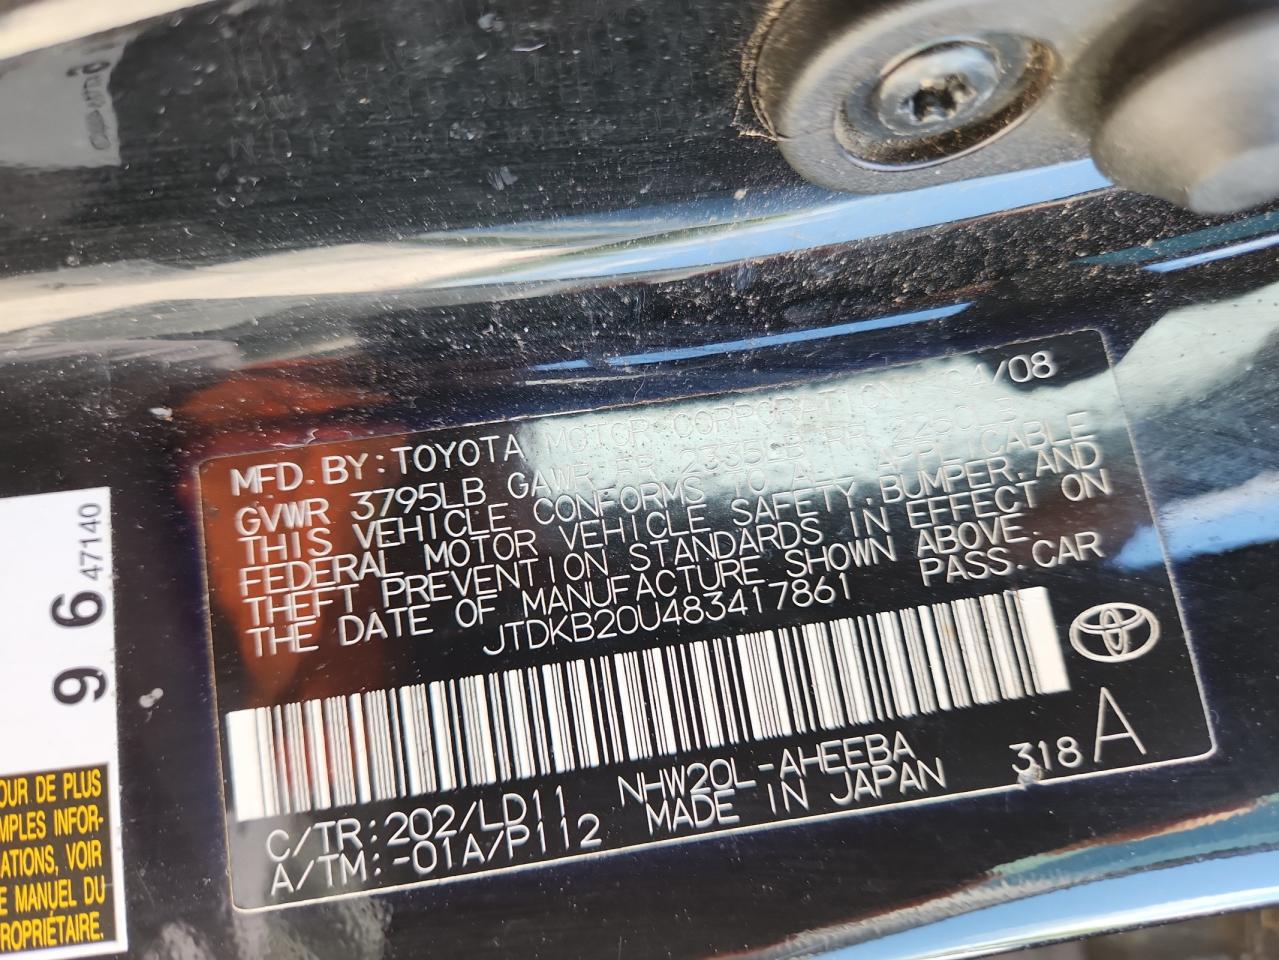 MFD. BY: TOYOTA MOTOR CORPORATION 04/08
GVWR 3795LB GAWR FR 2335LB RR 2250LB
THIS VEHICLE CONFORMS TO ALL APPLICABLE
FEDERAL MOTOR VEHICLE SAFETY, BUMPER, AND
THEFT PREVENTION STANDARDS IN EFFECT ON
THE DATE OF MANUFACTURE SHOWN ABOVE.
JTDKB20U483417861 PASS. CAR
NHW20L-AHEEBA
C/TR:202/LD11 MADE IN JAPAN 318 A
A/TM:-01A/P112
9 6
47140
OUR DE PLUS
MPLES INFOR-
ATIONS, VOIR
E MANUEL DU
ROPRIÉTAIRE.